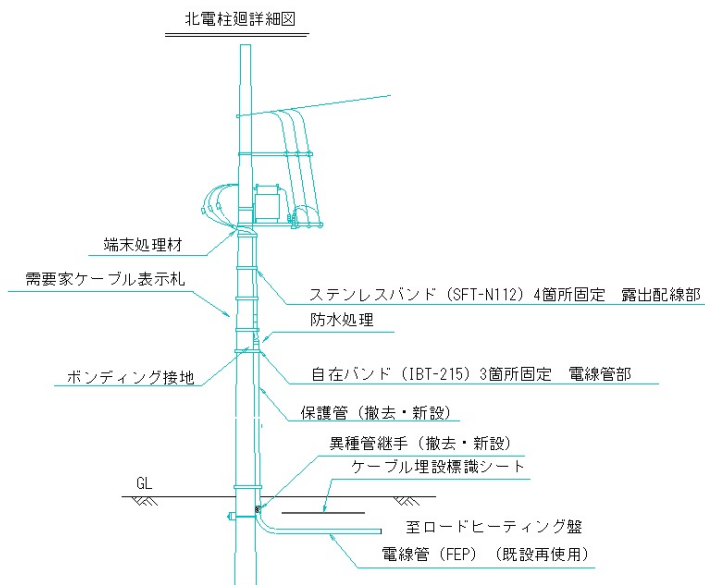 北電柱廻詳細図
端末処理材
需要家ケーブル表示札
ステンレスバンド (SFT-N112) 4箇所固定　露出配線部
防水処理
ボンディング接地
自在バンド (IBT-215) 3箇所固定　電線管部
保護管 (撤去・新設)
異種管継手 (撤去・新設)
ケーブル埋設標識シート
GL
至ロードヒーティング盤
電線管 (FEP) (既設再使用)